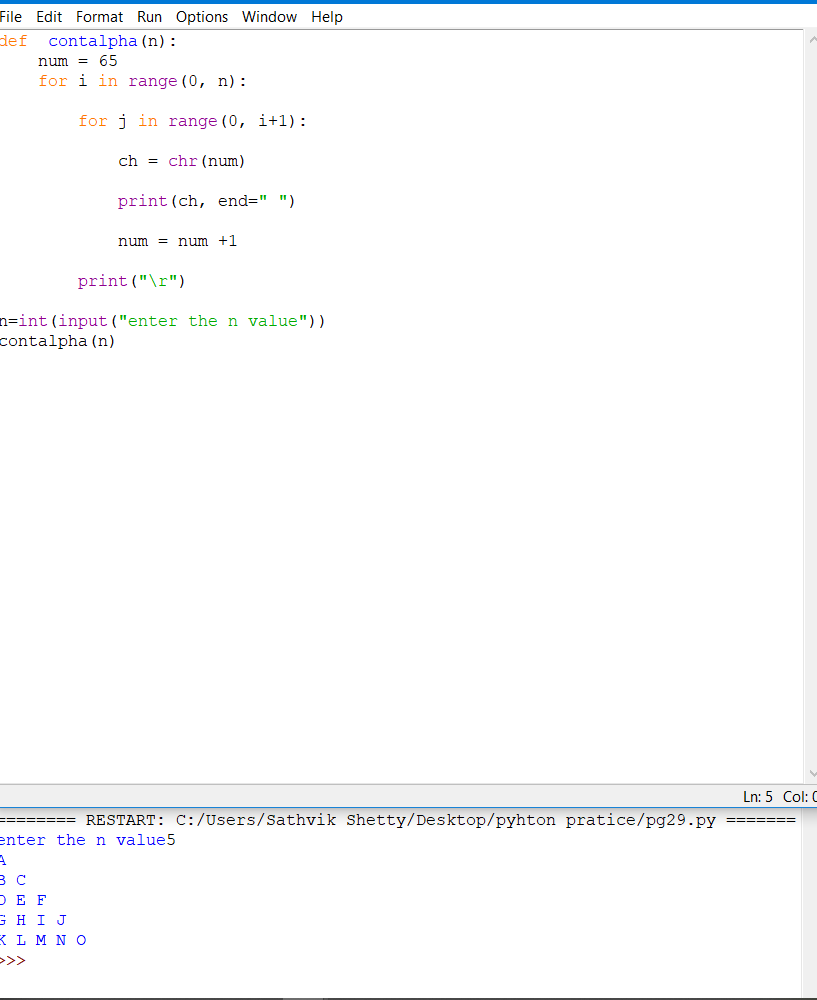 File Edit Format Run Options Window Help
def  contalpha(n):
    num = 65
    for i in range(0, n):
        for j in range(0, i+1):
            ch = chr(num)
            print(ch, end=" ")
            num = num +1
        print("\r")
n=int(input("enter the n value"))
contalpha(n)
Ln: 5 Col: 0
======== RESTART: C:/Users/Sathvik Shetty/Desktop/pyhton pratice/pg29.py =======
enter the n value5
A
B C
D E F
G H I J
K L M N O
>>>